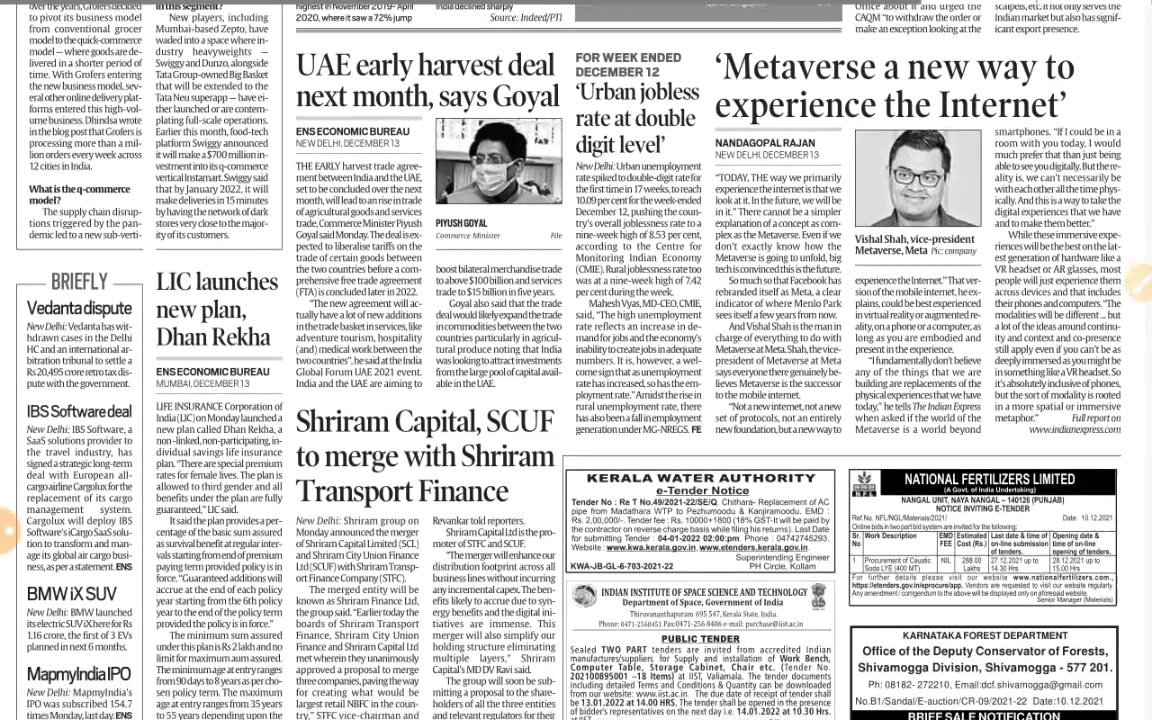 over the years, Grofers decided
to pivot its business model
from conventional grocer
model to the quick-commerce
model — where goods are de-
livered in a shorter period of
time. With Grofers entering
the new business model, sev-
eral other online delivery plat-
forms entered this high-vol-
ume business. Dhindsa wrote
in the blog post that Grofers is
processing more than a mil-
lion orders every week across
12 cities in India.
What is the q-commerce
model?
The supply chain disrup-
tions triggered by the pan-
demic led to a new sub-verti-
in this segment?
New players, including
Mumbai-based Zepto, have
waded into a space where in-
dustry heavyweights —
Swiggy and Dunzo, alongside
Tata Group-owned Big Basket
that will be extended to the
Tata Neu superapp — have ei-
ther launched or are contem-
plating full-scale operations.
Earlier this month, food-tech
platform Swiggy announced
it will make a $700 million in-
vestment into its q-commerce
vertical Instamart. Swiggy said
that by January 2022, it will
make deliveries in 15 minutes
by having the network of dark
stores very close to the major-
ity of its customers.
highest in November 2019- April
2020, where it saw a 72% jump
India declined sharply
Source: Indeed/PTI
Office about it and urged the
CAQM "to withdraw the order or
make an exception looking at the
scalpels, etc. It not only serves the
Indian market but also has signif-
icant export presence.
BRIEFLY
Vedanta dispute
New Delhi: Vedanta has wit-
hdrawn cases in the Delhi
HC and an international ar-
bitration tribunal to settle a
Rs 20,495 crore retro tax dis-
pute with the government.
IBS Software deal
New Delhi: IBS Software, a
SaaS solutions provider to
the travel industry, has
signed a strategic long-term
deal with European all-
cargo airline Cargolux for the
replacement of its cargo
management system.
Cargolux will deploy IBS
Software's iCargo SaaS solu-
tion to transform and man-
age its global air cargo busi-
ness, as per a statement. ENS
BMW iX SUV
New Delhi: BMW launched
its electric SUV iX here for Rs
1.16 crore, the first of 3 EVs
planned in next 6 months.
MapmyIndia IPO
New Delhi: MapmyIndia's
IPO was subscribed 154.7
times Monday, last day. ENS
LIC launches
new plan,
Dhan Rekha
ENS ECONOMIC BUREAU
MUMBAI, DECEMBER 13
LIFE INSURANCE Corporation of
India (LIC) on Monday launched a
new plan called Dhan Rekha, a
non-linked, non-participating, in-
dividual savings life insurance
plan. "There are special premium
rates for female lives. The plan is
allowed to third gender and all
benefits under the plan are fully
guaranteed," LIC said.
It said the plan provides a per-
centage of the basic sum assured
as survival benefit at regular inter-
vals starting from end of premium
paying term till expiry of policy
term in force. "Guaranteed additions will
accrue at the end of each policy
year starting from the 6th policy
year to the end of the policy term
provided the policy is in force."
The minimum sum assured
under this plan is Rs 2 lakh and no
limit for maximum sum assured.
The minimum age at entry ranges
from 90 days to 8 years as per cho-
sen policy term. The maximum
age at entry ranges from 35 years
to 55 years depending upon the
UAE early harvest deal
next month, says Goyal
ENS ECONOMIC BUREAU
NEW DELHI, DECEMBER 13
THE EARLY harvest trade agree-
ment between India and the UAE,
set to be concluded over the next
month, will lead to an rise in trade
of agricultural goods and services
trade, Commerce Minister Piyush
Goyal said Monday. The deal is ex-
pected to liberalise tariffs on the
trade of certain goods between
the two countries before a com-
prehensive free trade agreement
(FTA) is concluded later in 2022.
"The new agreement will ac-
tually have a lot of new additions
in the trade basket in services, like
adventure tourism, hospitality
(and) medical work between the
two countries", he said at the India
Global Forum UAE 2021 event.
India and the UAE are aiming to
PIYUSH GOYAL
Commerce Minister File
boost bilateral merchandise trade
to above $100 billion and services
trade to $15 billion in five years.
Goyal also said that the trade
deal would likely expand the trade
in commodities between the two
countries particularly in agricul-
tural produce noting that India
was looking to attract investments
from the large pool of capital avail-
able in the UAE.
Shriram Capital, SCUF
to merge with Shriram
Transport Finance
New Delhi: Shriram group on
Monday announced the merger
of Shriram Capital Limited (SCL)
and Shriram City Union Finance
Ltd (SCUF) with Shriram Transp-
ort Finance Company (STFC).
The merged entity will be
known as Shriram Finance Ltd,
the group said. "Earlier today the
boards of Shriram Transport
Finance, Shriram City Union
Finance and Shriram Capital Ltd
met wherein they unanimously
approved a proposal to merge
three companies, paving the way
for creating what would be
largest retail NBFC in the coun-
try," STFC vice-chairman and
Revankar told reporters.
Shriram Capital Ltd is the pro-
moter of STFC and SCUF.
"The merger will enhance our
distribution footprint across all
business lines without incurring
any incremental capex. The ben-
efits likely to accrue due to syn-
ergy benefits and the digital ini-
tiatives are immense. This
merger will also simplify our
holding structure eliminating
multiple layers," Shriram
Capital's MD DV Ravi said.
The group will soon be sub-
mitting a proposal to the share-
holders of all the three entities
and relevant regulators for their
FOR WEEK ENDED
DECEMBER 12
'Urban jobless
rate at double
digit level'
New Delhi: Urban unemployment
rate spiked to double-digit rate for
the first time in 17 weeks, to reach
10.09 per cent for the week-ended
December 12, pushing the coun-
try's overall joblessness rate to a
nine-week high of 8.53 per cent,
according to the Centre for
Monitoring Indian Economy
(CMIE). Rural joblessness rate too
was at a nine-week high of 7.42
per cent during the week.
Mahesh Vyas, MD-CEO, CMIE,
said, "The high unemployment
rate reflects an increase in de-
mand for jobs and the economy's
inability to create jobs in adequate
numbers. It is, however, a wel-
come sign that as unemployment
rate has increased, so has the em-
ployment rate." Amidst the rise in
rural unemployment rate, there
has also been a fall in employment
generation under MG-NREGS. FE
'Metaverse a new way to
experience the Internet'
NANDAGOPAL RAJAN
NEW DELHI, DECEMBER 13
"TODAY, THE way we primarily
experience the internet is that we
look at it. In the future, we will be
in it." There cannot be a simpler
explanation of a concept as com-
plex as the Metaverse. Even if we
don't exactly know how the
Metaverse is going to unfold, big
tech is convinced this is the future.
So much so that Facebook has
rebranded itself as Meta, a clear
indicator of where Menlo Park
sees itself a few years from now.
And Vishal Shah is the man in
charge of everything to do with
Metaverse at Meta. Shah, the vice-
president of Metaverse at Meta
says everyone there genuinely be-
lieves Metaverse is the successor
to the mobile internet.
"Not a new internet, not a new
set of protocols, not an entirely
new foundation, but a new way to
Vishal Shah, vice-president
Metaverse, Meta Pic: company
experience the Internet." That ver-
sion of the mobile internet, he ex-
plains, could be best experienced
in virtual reality or augmented re-
ality, on a phone or a computer, as
long as you are embodied and
present in the experience.
"I fundamentally don't believe
any of the things that we are
building are replacements of the
physical experiences that we have
today," he tells The Indian Express
when asked if the world of the
Metaverse is a world beyond
smartphones. "If I could be in a
room with you today, I would
much prefer that than just being
able to see you digitally. But the re-
ality is, we can't necessarily be
with each other all the time phys-
ically. And this is a way to take the
digital experiences that we have
and to make them better."
While these immersive expe-
riences will be the best on the lat-
est generation of hardware like a
VR headset or AR glasses, most
people will just experience them
across devices and that includes
their phones and computers. "The
modalities will be different ... but
a lot of the ideas around continu-
ity and context and co-presence
still apply even if you can't be as
deeply immersed as you might be
in something like a VR headset. So
it's absolutely inclusive of phones,
but the sort of modality is rooted
in a more spatial or immersive
metaphor." Full report on
www.indianexpress.com
KERALA WATER AUTHORITY
e-Tender Notice
Tender No : Re T No.49/2021-22/SE/Q. Chithara- Replacement of AC
pipe from Madathara WTP to Pezhumoodu & Kanjiramoodu. EMD :
Rs. 2,00,000/-. Tender fee : Rs. 10000+1800 (18% GST-It will be paid by
the contractor on reverse charge basis while filing his returns). Last Date
for submitting Tender : 04-01-2022 02:00pm. Phone : 04742745293.
Website : www.kwa.kerala.gov.in, www.etenders.kerala.gov.in.
Superintending Engineer
KWA-JB-GL-6-703-2021-22 PH Circle, Kollam
INDIAN INSTITUTE OF SPACE SCIENCE AND TECHNOLOGY
Department of Space, Government of India
Thiruvananthapuram 695 547, Kerala State, India.
Phone: 0471-2568451 Fax:0471-256 8406 e-mail: purchase@iist.ac.in
PUBLIC TENDER
Sealed TWO PART tenders are invited from accredited Indian
manufactures/suppliers for Supply and installation of Work Bench,
Computer Table, Storage Cabinet, Chair etc. (Tender No.
202100895001 -18 Items) at IIST, Valiamala. The tender documents
including detailed Terms and Conditions & Quantity can be downloaded
from our website : www.iist.ac.in. The due date of receipt of tender shall
be 13.01.2022 at 14.00 HRS, The tender shall be opened in the presence
of bidder's representatives on the next day i.e. 14.01.2022 at 10.30 Hrs.
at IIST
NATIONAL FERTILIZERS LIMITED
(A Govt. of India Undertaking)
NANGAL UNIT, NAYA NANGAL – 140126 (PUNJAB)
NOTICE INVITING E-TENDER
Ref.No. NFL/NGL/Materials/2021/ Date: 10.12.2021
Online bids in two part bid system are invited for the following:
Sr. No Work Description EMD FEE Estimated Cost (Rs.) Last date & time of on-line submission of tenders. Opening date & time of on-line opening of tenders.
1 Procurement of Caustic Soda LYE (400 MT) NIL 288.00 Lakhs 27.12.2021 up to 14.30 Hrs 28.12.2021 up to 15.00 Hrs
For further details please visit our website www.nationalfertilizers.com,
https://etenders.gov.in/eprocure/app. Vendors are requested to visit our website regularly.
Any amendment / corrigendum to the above will be displayed only on aforesaid website.
Senior Manager (Materials)
KARNATAKA FOREST DEPARTMENT
Office of the Deputy Conservator of Forests,
Shivamogga Division, Shivamogga - 577 201.
Ph: 08182- 272210, Email:dcf.shivamogga@gmail.com
No.B1/Sandal/E-auction/CR-09/2021-22 Date:10.12.2021
BRIEF SALE NOTIFICATION